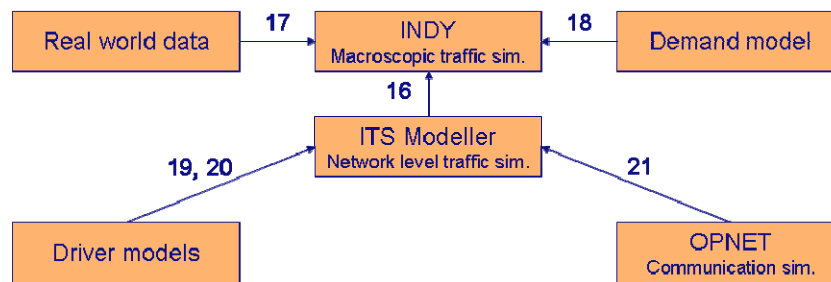 Real world data
17
INDY
Macroscopic traffic sim.
18
Demand model
16
ITS Modeller
Network level traffic sim.
19, 20
21
Driver models
OPNET
Communication sim.